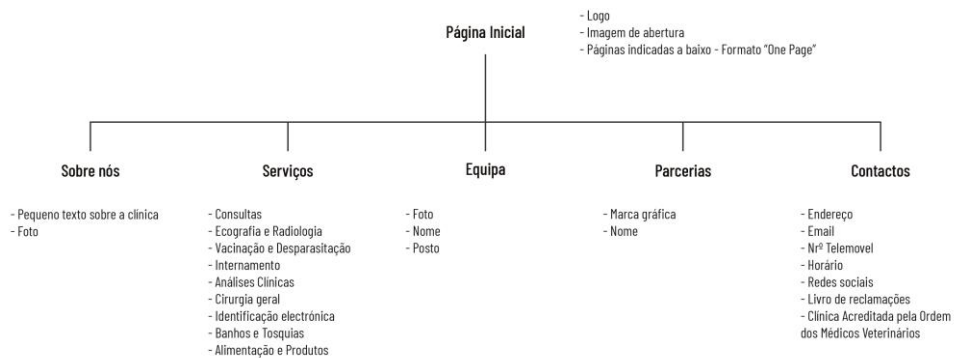 Página Inicial
- Logo
- Imagem de abertura
- Páginas indicadas a baixo - Formato "One Page"
Sobre nós
- Pequeno texto sobre a clínica
- Foto
Serviços
- Consultas
- Ecografia e Radiologia
- Vacinação e Desparasitação
- Internamento
- Análises Clínicas
- Cirurgia geral
- Identificação electrónica
- Banhos e Tosquias
- Alimentação e Produtos
Equipa
- Foto
- Nome
- Posto
Parcerias
- Marca gráfica
- Nome
Contactos
- Endereço
- Email
- Nrº Telemovel
- Horário
- Redes sociais
- Livro de reclamações
- Clínica Acreditada pela Ordem
dos Médicos Veterinários